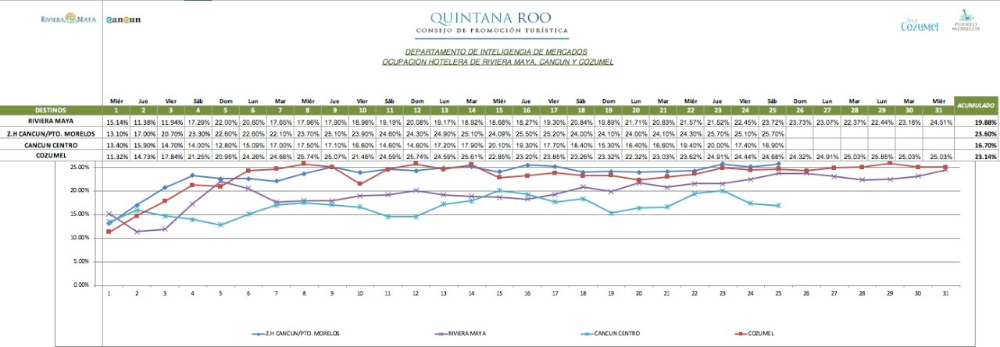 RIVIERA MAYA
CanCun
QUINTANA ROO
CONSEJO DE PROMOCIÓN TURÍSTICA
ISLA
COZUMEL
PUERTO
MORELOS
DEPARTAMENTO DE INTELIGENCIA DE MERCADOS
OCUPACION HOTELERA DE RIVIERA MAYA, CANCUN Y COZUMEL
Miér Jue Vier Sáb Dom Lun Mar Mier Jue Vier Sáb Dom Lun Mar Mier Jue Vier Sáb Dom Lun Mar Mier Jue Vier Sáb Dom Lun Mar Mier Jue Vier Sáb Dom Lun Mar Miér
DESTINOS 1 2 3 4 5 6 7 8 9 10 11 12 13 14 15 16 17 18 19 20 21 22 23 24 25 26 27 28 29 30 31 ACUMULADO
RIVIERA MAYA 15.14% 11.38% 11.94% 17.29% 22.00% 20.60% 17.65% 17.96% 17.90% 18.96% 19.19% 20.08% 19.17% 18.92% 18.68% 18.27% 19.30% 20.84% 19.89% 21.71% 20.83% 21.57% 21.52% 22.45% 23.72% 23.73% 23.07% 22.37% 22.44% 23.18% 24.51% 19.88%
Z.H CANCUN/PTO. MORELOS 13.10% 17.00% 20.70% 23.30% 22.60% 22.60% 22.10% 23.70% 25.10% 23.90% 24.60% 24.30% 24.90% 25.10% 24.09% 25.50% 25.20% 24.00% 24.10% 24.00% 24.10% 24.30% 25.70% 25.10% 25.70% 23.60%
CANCUN CENTRO 13.40% 15.90% 14.70% 14.00% 12.80% 15.09% 17.00% 17.50% 17.10% 16.60% 14.60% 14.60% 17.20% 17.90% 20.10% 19.30% 17.70% 18.40% 15.30% 16.40% 16.60% 19.40% 20.00% 17.40% 16.90% 16.70%
COZUMEL 11.32% 14.73% 17.84% 21.25% 20.95% 24.26% 24.66% 25.74% 25.07% 21.46% 24.59% 25.74% 24.59% 25.61% 22.85% 23.20% 23.85% 23.26% 23.32% 22.32% 23.03% 23.62% 24.91% 24.44% 24.68% 24.32% 24.91% 25.03% 25.85% 25.03% 25.03% 23.14%
25.00%
20.00%
15.00%
10.00%
5.00%
0.00%
1 2 3 4 5 6 7 8 9 10 11 12 13 14 15 16 17 18 19 20 21 22 23 24 25 26 27 28 29 30 31
Z.H CANCUN/PTO. MORELOS RIVIERA MAYA CANCUN CENTRO COZUMEL